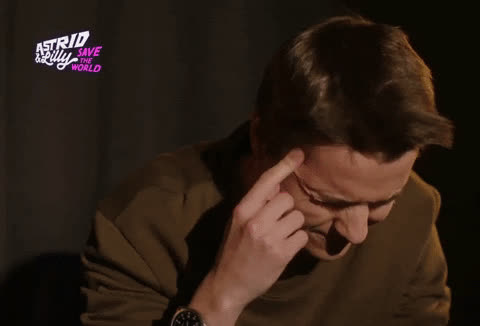 ASTRID
& Lilly SAVE
THE
WORLD